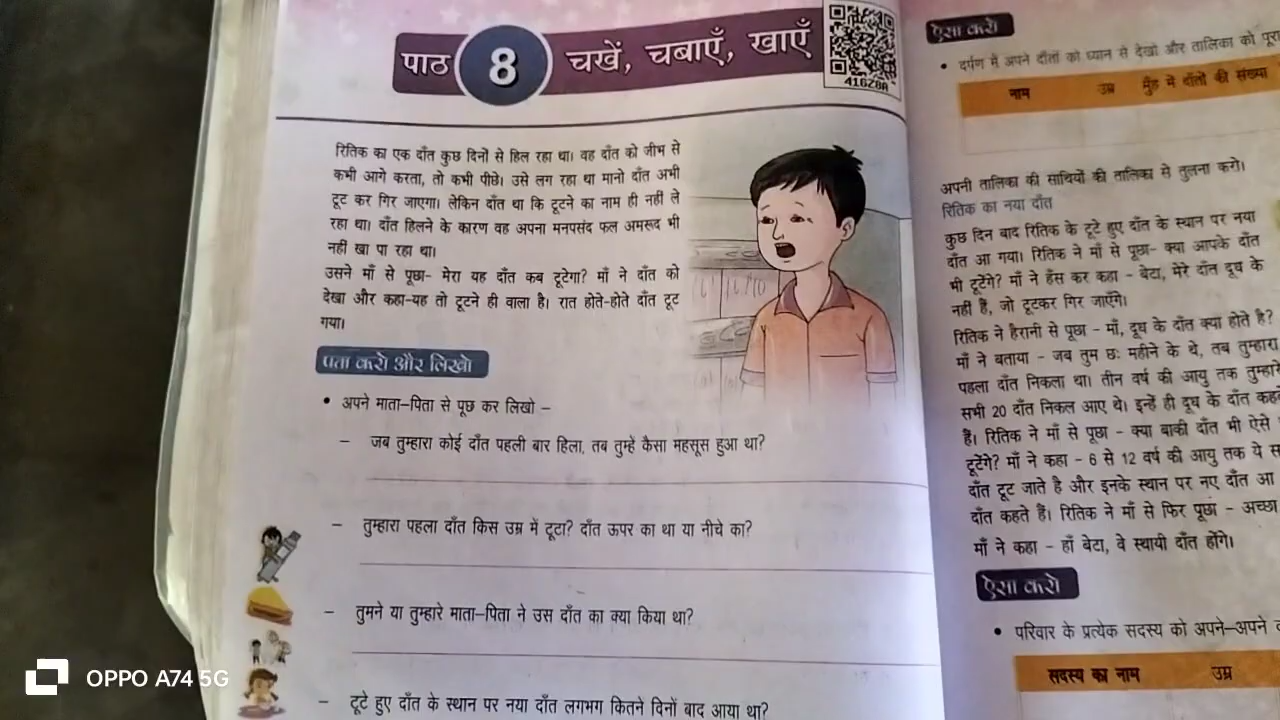 पाठ 8 चखें, चबाएँ, खाएँ
416Z8A
रितिक का एक दाँत कुछ दिनों से हिल रहा था। वह दाँत को जीभ से
कभी आगे करता, तो कभी पीछे। उसे लग रहा था मानो दाँत अभी
टूट कर गिर जाएगा। लेकिन दाँत था कि टूटने का नाम ही नहीं ले
रहा था। दाँत हिलने के कारण वह अपना मनपसंद फल अमरूद भी
नहीं खा पा रहा था।
उसने माँ से पूछा- मेरा यह दाँत कब टूटेगा? माँ ने दाँत को
देखा और कहा-यह तो टूटने ही वाला है। रात होते-होते दाँत टूट
गया।
पता करो और लिखो
• अपने माता-पिता से पूछ कर लिखो –
– जब तुम्हारा कोई दाँत पहली बार हिला, तब तुम्हें कैसा महसूस हुआ था?
– तुम्हारा पहला दाँत किस उम्र में टूटा? दाँत ऊपर का था या नीचे का?
– तुमने या तुम्हारे माता-पिता ने उस दाँत का क्या किया था?
– टूटे हुए दाँत के स्थान पर नया दाँत लगभग कितने दिनों बाद आया था?
ऐसा करो
• दर्पण में अपने दाँतों को ध्यान से देखो और तालिका को
नाम उम्र मुँह में दाँतों की संख्या
अपनी तालिका की साथियों की तालिका से तुलना करो।
रितिक का नया दाँत
कुछ दिन बाद रितिक के टूटे हुए दाँत के स्थान पर नया
दाँत आ गया। रितिक ने माँ से पूछा- क्या आपके दाँत
भी टूटेंगे? माँ ने हँस कर कहा - बेटा, मेरे दाँत दूध के
नहीं हैं, जो टूटकर गिर जाएँगे।
रितिक ने हैरानी से पूछा - माँ, दूध के दाँत क्या होते है?
माँ ने बताया - जब तुम छः महीने के थे, तब तुम्हारा
पहला दाँत निकला था। तीन वर्ष की आयु तक तुम्हारे
सभी 20 दाँत निकल आए थे। इन्हें ही दूध के दाँत
हैं। रितिक ने माँ से पूछा - क्या बाकी दाँत भी ऐसे
टूटेंगे? माँ ने कहा - 6 से 12 वर्ष की आयु तक ये
दाँत टूट जाते है और इनके स्थान पर नए दाँत आ
दाँत कहते हैं। रितिक ने माँ से फिर पूछा - अच्छा
माँ ने कहा - हाँ बेटा, वे स्थायी दाँत होंगे।
ऐसा करो
• परिवार के प्रत्येक सदस्य को अपने-अपने
सदस्य का नाम उम्र
OPPO A74 5G